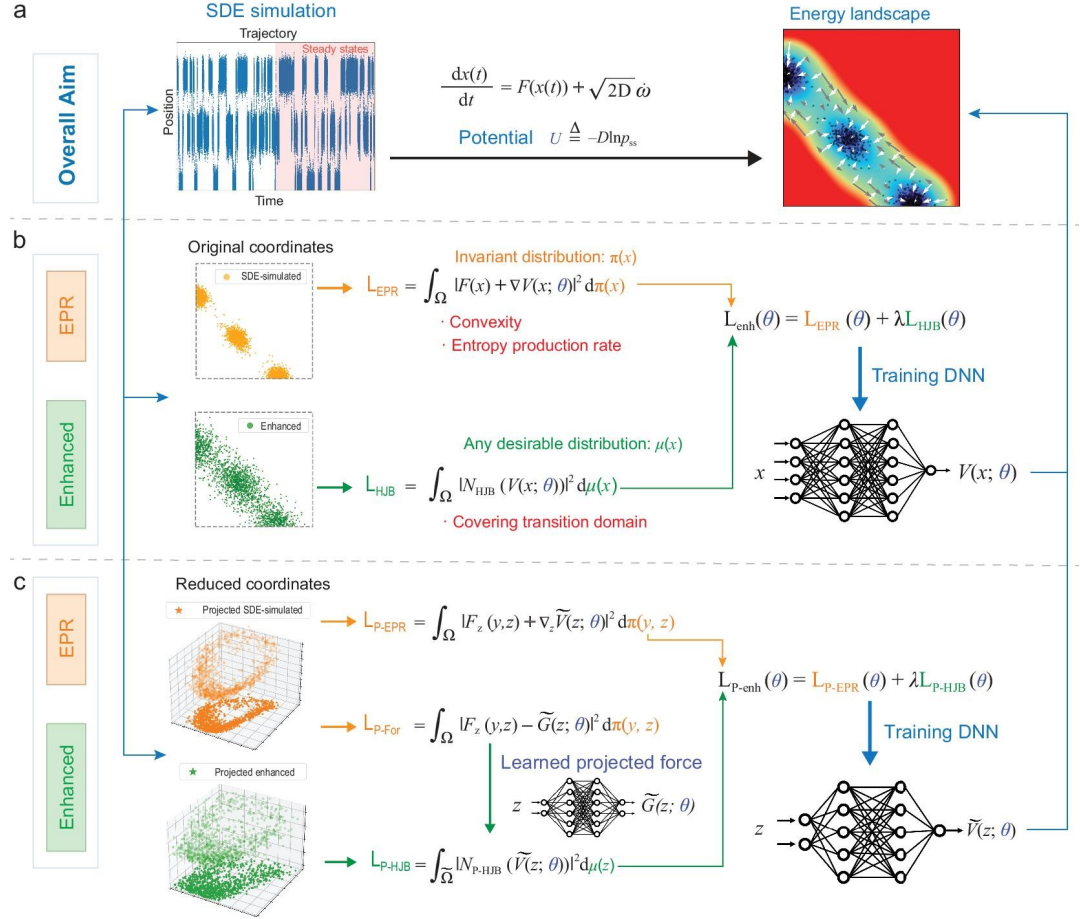 a
SDE simulation
Energy landscape
Overall Aim
Trajectory
Steady states
Position
Time
dx(t)/dt = F(x(t)) + √2D ω̇
Potential U ≜ –Dln p_ss
b
Original coordinates
EPR
Enhanced
SDE-simulated
Invariant distribution: π(x)
L_EPR = ∫_Ω |F(x) + ∇V(x; θ)|² dπ(x)
· Convexity
· Entropy production rate
L_enh(θ) = L_EPR (θ) + λL_HJB(θ)
Training DNN
Enhanced
Any desirable distribution: μ(x)
L_HJB = ∫_Ω |N_HJB (V(x; θ))|² dμ(x)
· Covering transition domain
x
V(x; θ)
c
Reduced coordinates
EPR
Enhanced
Projected SDE-simulated
L_P-EPR = ∫_Ω |F_z (y,z) + ∇_z Ṽ(z; θ)|² dπ(y, z)
L_P-enh (θ) = L_P-EPR (θ) + λL_P-HJB (θ)
L_P-For = ∫_Ω |F_z (y,z) – G̃(z; θ)|² dπ(y, z)
Training DNN
Learned projected force
Projected enhanced
z
G̃(z; θ)
z
Ṽ(z; θ)
L_P-HJB = ∫_Ω̃ |N_P-HJB (Ṽ(z; θ))|² dμ(z)